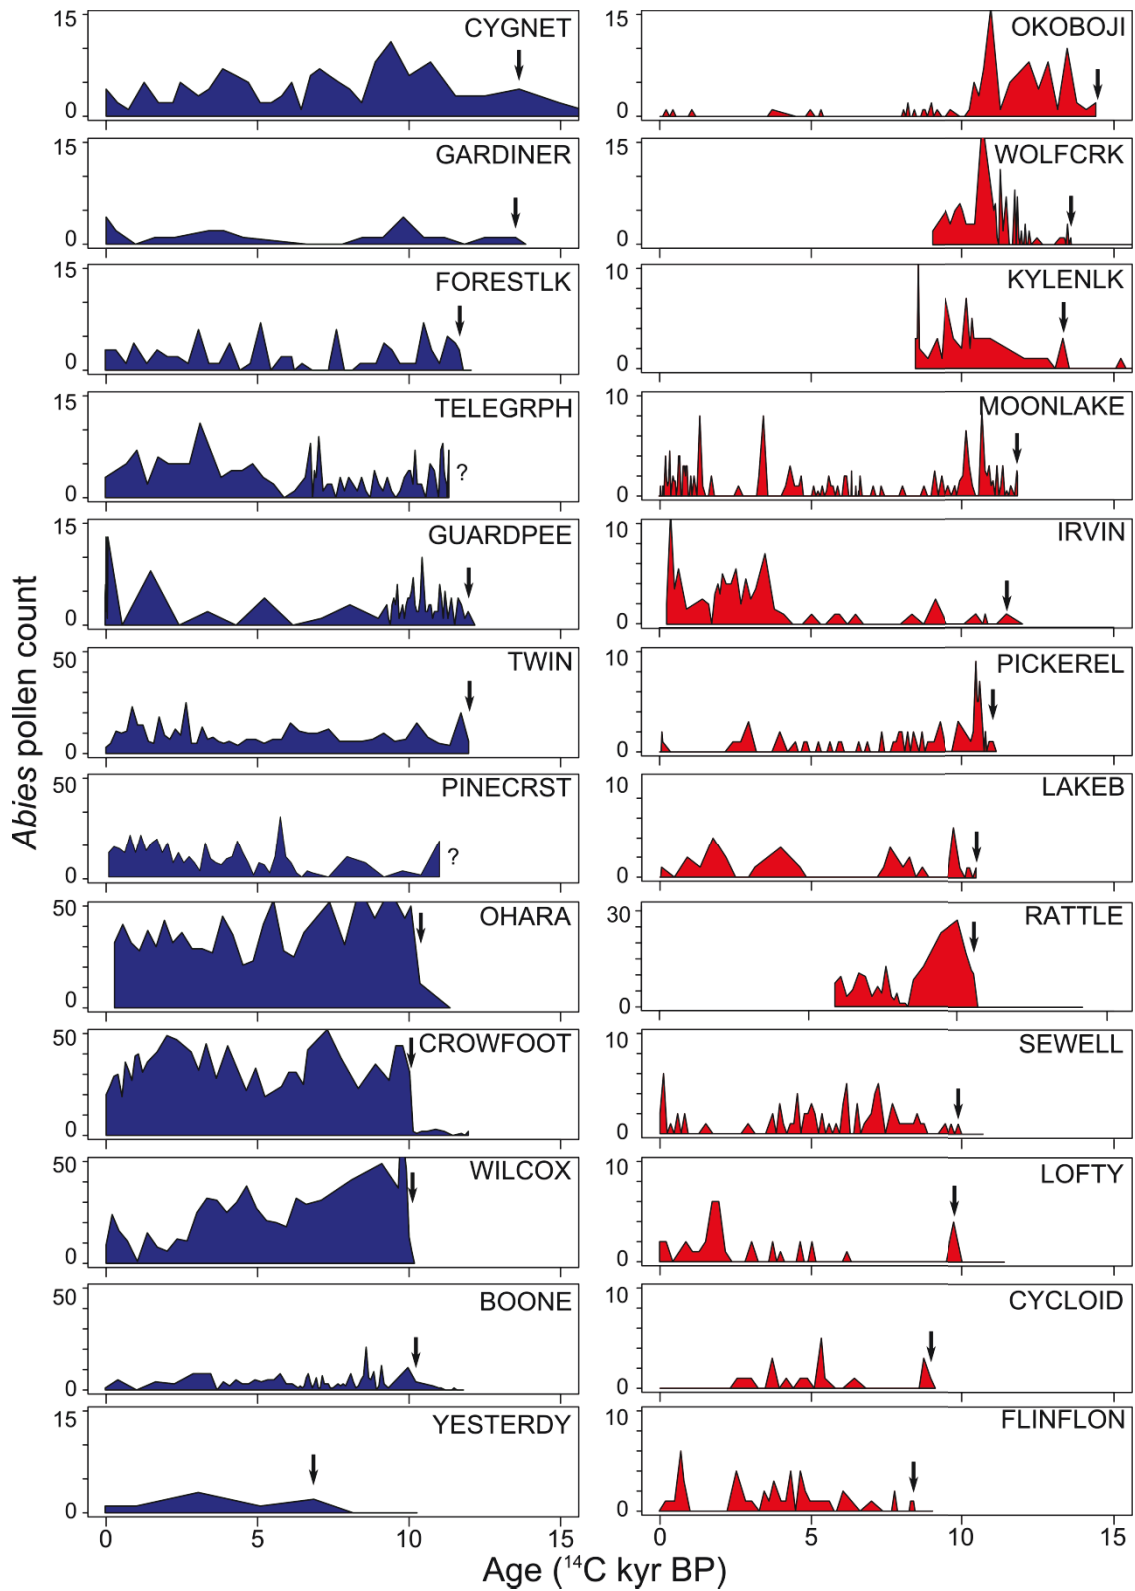 Abies pollen count
CYGNET
15
0
GARDINER
15
0
FORESTLK
15
0
TELEGRPH
15
0
?
GUARDPEE
15
0
TWIN
50
0
PINECRST
50
0
?
OHARA
50
0
CROWFOOT
50
0
WILCOX
50
0
BOONE
50
0
YESTERDY
15
0
0 5 10 15
OKOBOJI
15
0
WOLFCRK
15
0
KYLENLK
10
0
MOONLAKE
10
0
IRVIN
10
0
PICKEREL
10
0
LAKEB
10
0
RATTLE
30
0
SEWELL
10
0
LOFTY
10
0
CYCLOID
10
0
FLINFLON
10
0
0 5 10 15
Age (¹⁴C kyr BP)